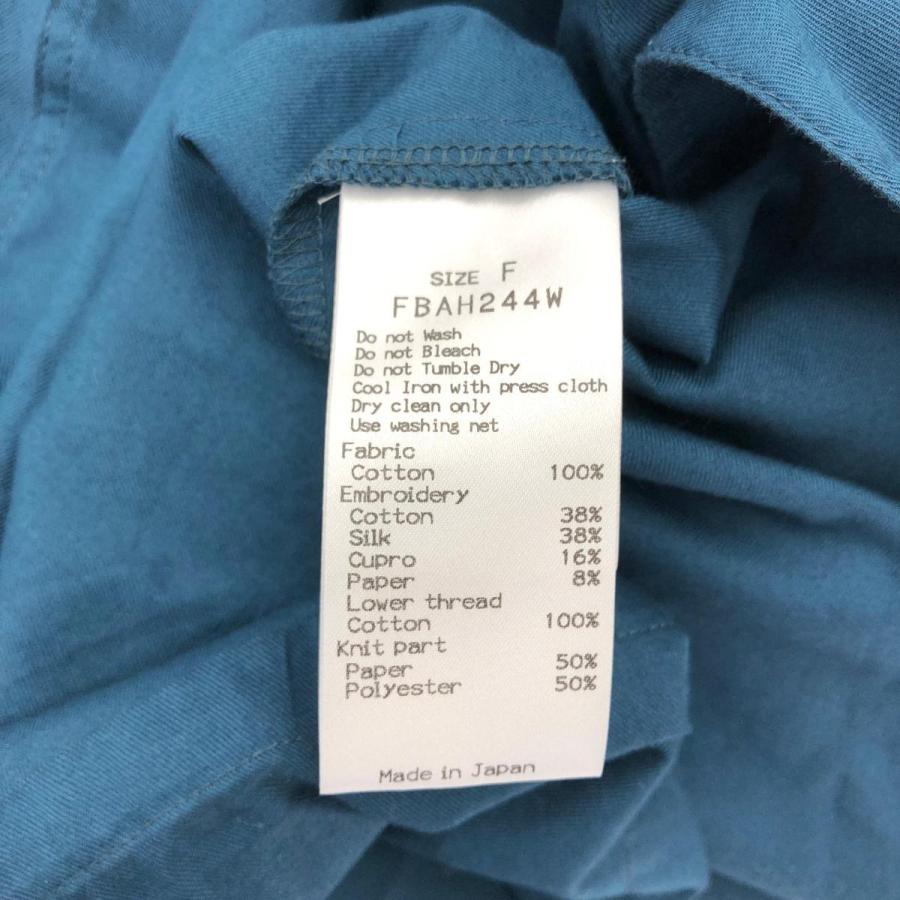 SIZE F
FBAH244W
Do not Wash
Do not Bleach
Do not Tumble Dry
Cool Iron with press cloth
Dry clean only
Use washing net
Fabric
Cotton 100%
Embroidery
Cotton 38%
Silk 38%
Cupro 16%
Paper 8%
Lower thread
Cotton 100%
Knit part
Paper 50%
Polyester 50%
Made in Japan